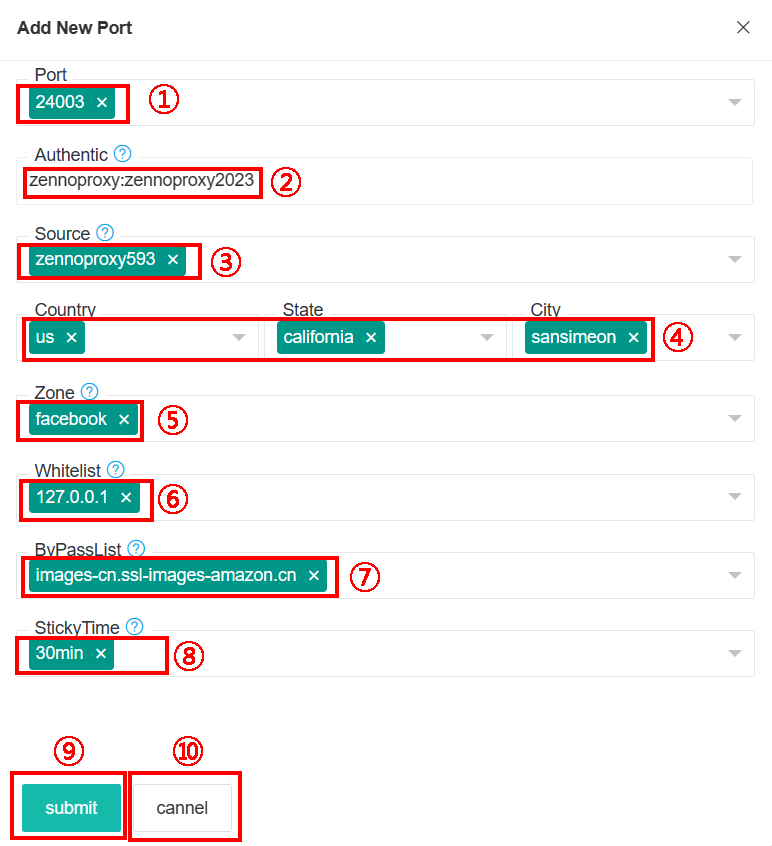 Add New Port
Port
24003 × ①
Authentic ?
zennoproxy:zennoproxy2023 ②
Source ?
zennoproxy593 × ③
Country State City
us × california × sansimeon × ④
Zone ?
facebook × ⑤
Whitelist ?
127.0.0.1 × ⑥
ByPassList ?
images-cn.ssl-images-amazon.cn × ⑦
StickyTime ?
30min × ⑧
⑨ ⑩
submit cannel